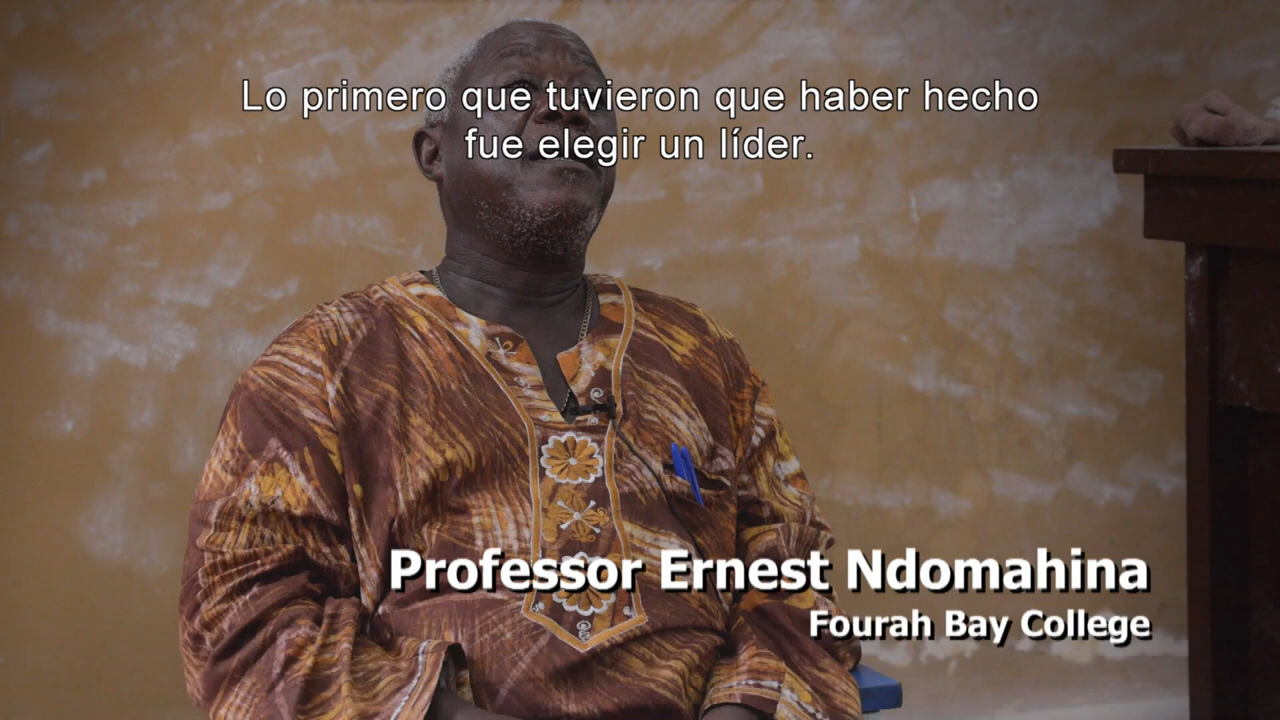 Lo primero que tuvieron que haber hecho
fue elegir un líder.
Professor Ernest Ndomahina
Fourah Bay College